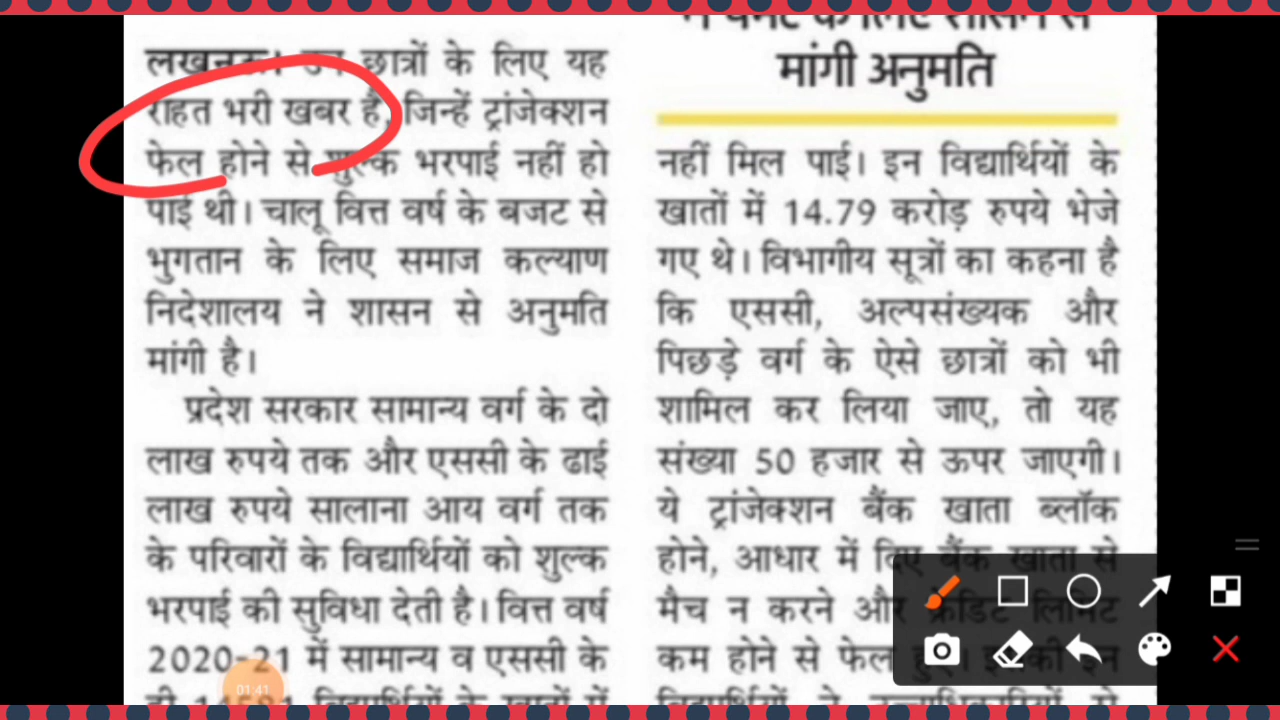 लखनऊ। उन छात्रों के लिए यह
राहत भरी खबर है, जिन्हें ट्रांजेक्शन
फेल होने से शुल्क भरपाई नहीं हो
पाई थी। चालू वित्त वर्ष के बजट से
भुगतान के लिए समाज कल्याण
निदेशालय ने शासन से अनुमति
मांगी है।
प्रदेश सरकार सामान्य वर्ग के दो
लाख रुपये तक और एससी के ढाई
लाख रुपये सालाना आय वर्ग तक
के परिवारों के विद्यार्थियों को शुल्क
भरपाई की सुविधा देती है। वित्त वर्ष
2020-21 में सामान्य व एससी के
विद्यार्थियों के खातों में
के लिए शासन से
मांगी अनुमति
नहीं मिल पाई। इन विद्यार्थियों के
खातों में 14.79 करोड़ रुपये भेजे
गए थे। विभागीय सूत्रों का कहना है
कि एससी, अल्पसंख्यक और
पिछड़े वर्ग के ऐसे छात्रों को भी
शामिल कर लिया जाए, तो यह
संख्या 50 हजार से ऊपर जाएगी।
ये ट्रांजेक्शन बैंक खाता ब्लॉक
होने, आधार में दिए बैंक खाता से
मैच न करने और क्रेडिट लिमिट
कम होने से फेल हुए। इन
विद्यार्थियों ने
01:41